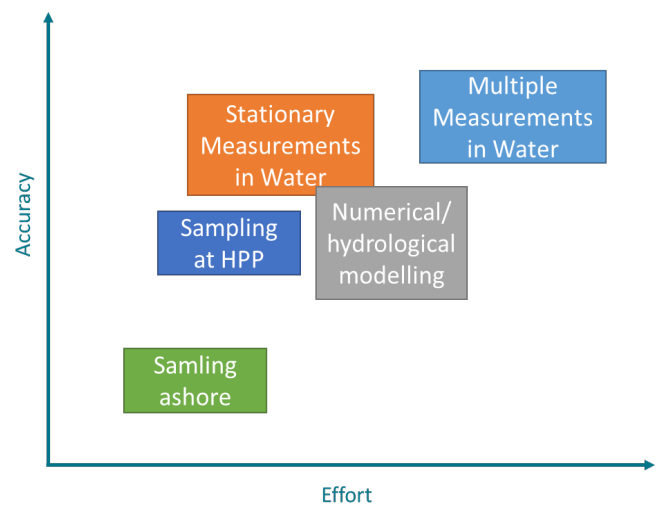 Multiple
Measurements
in Water
Stationary
Measurements
in Water
Numerical/
hydrological
modelling
Sampling
at HPP
Samling
ashore
Accuracy
Effort